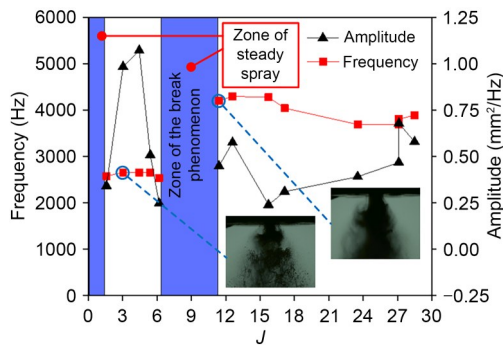 6000
5000
4000
3000
2000
1000
0
Frequency (Hz)
0
3
6
9
12
15
18
21
24
27
30
J
1.25
1.00
0.75
0.50
0.25
0.00
−0.25
Amplitude (mm²/Hz)
Zone of the break
phenomenon
Zone of
steady
spray
Amplitude
Frequency